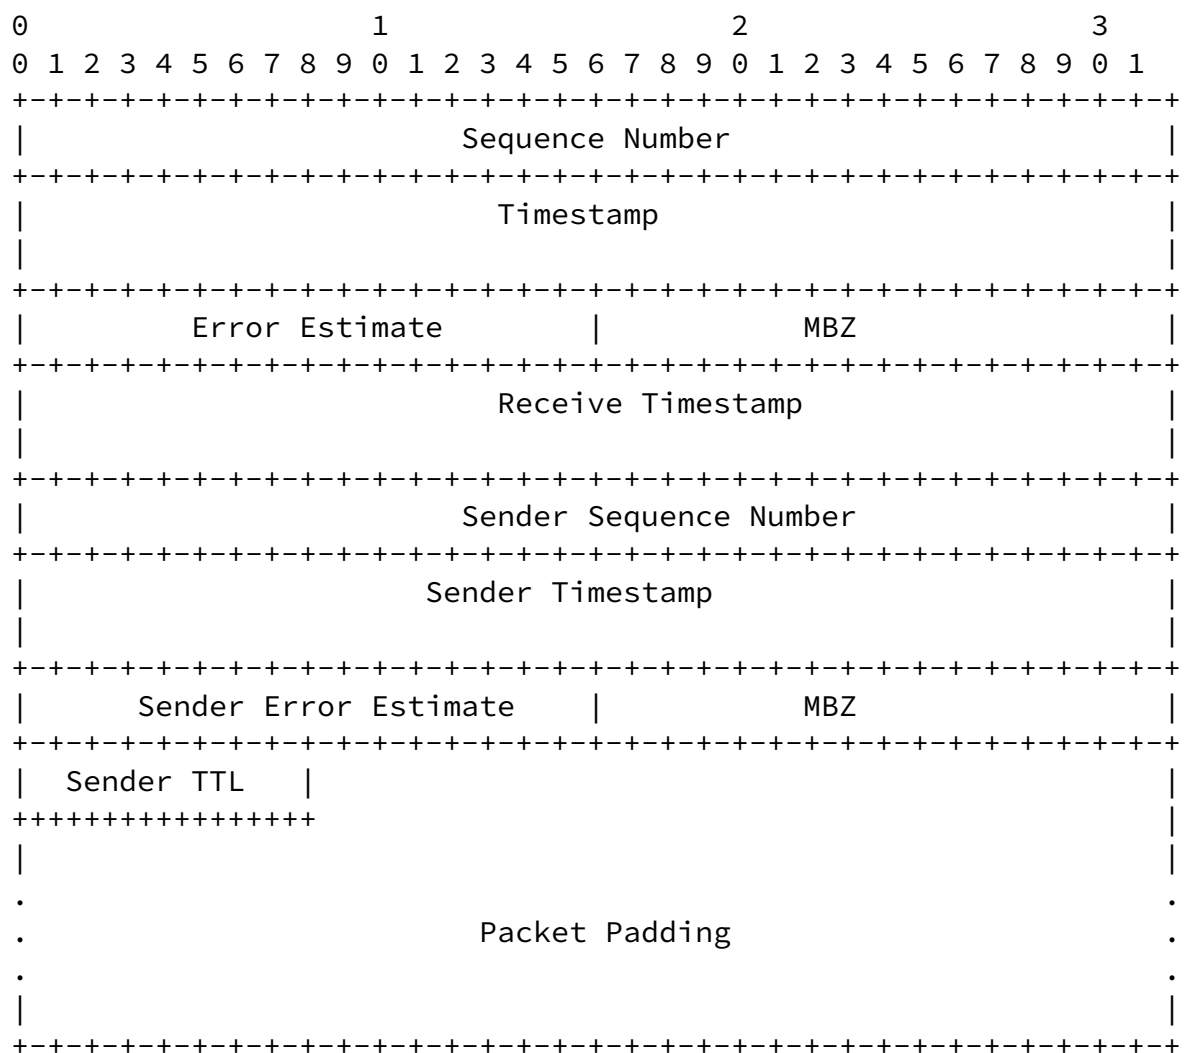 0                   1                   2                   3
0 1 2 3 4 5 6 7 8 9 0 1 2 3 4 5 6 7 8 9 0 1 2 3 4 5 6 7 8 9 0 1
+-+-+-+-+-+-+-+-+-+-+-+-+-+-+-+-+-+-+-+-+-+-+-+-+-+-+-+-+-+-+-+-+
|                        Sequence Number                        |
+-+-+-+-+-+-+-+-+-+-+-+-+-+-+-+-+-+-+-+-+-+-+-+-+-+-+-+-+-+-+-+-+
|                          Timestamp                            |
|                                                               |
+-+-+-+-+-+-+-+-+-+-+-+-+-+-+-+-+-+-+-+-+-+-+-+-+-+-+-+-+-+-+-+-+
|         Error Estimate        |           MBZ                 |
+-+-+-+-+-+-+-+-+-+-+-+-+-+-+-+-+-+-+-+-+-+-+-+-+-+-+-+-+-+-+-+-+
|                          Receive Timestamp                    |
|                                                               |
+-+-+-+-+-+-+-+-+-+-+-+-+-+-+-+-+-+-+-+-+-+-+-+-+-+-+-+-+-+-+-+-+
|                        Sender Sequence Number                 |
+-+-+-+-+-+-+-+-+-+-+-+-+-+-+-+-+-+-+-+-+-+-+-+-+-+-+-+-+-+-+-+-+
|                      Sender Timestamp                         |
|                                                               |
+-+-+-+-+-+-+-+-+-+-+-+-+-+-+-+-+-+-+-+-+-+-+-+-+-+-+-+-+-+-+-+-+
|      Sender Error Estimate    |           MBZ                 |
+-+-+-+-+-+-+-+-+-+-+-+-+-+-+-+-+-+-+-+-+-+-+-+-+-+-+-+-+-+-+-+-+
|  Sender TTL   |                                               |
+++++++++++++++++                                               |
|                                                               |
.                                                               .
.                         Packet Padding                        .
.                                                               .
|                                                               |
+-+-+-+-+-+-+-+-+-+-+-+-+-+-+-+-+-+-+-+-+-+-+-+-+-+-+-+-+-+-+-+-+